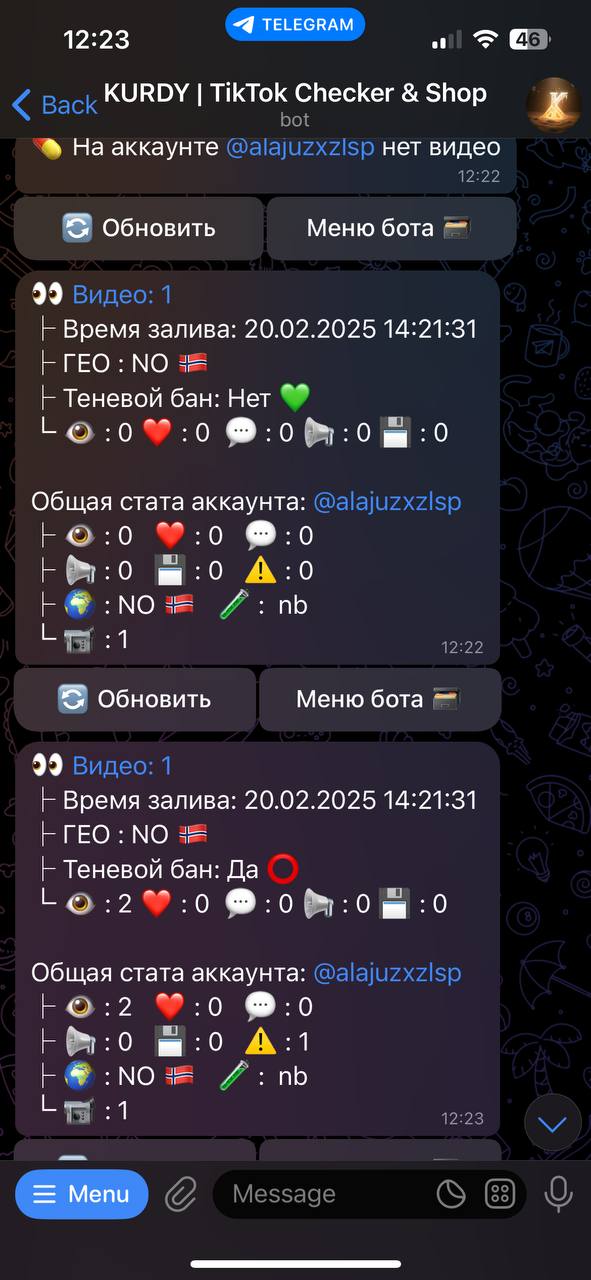 12:23
TELEGRAM
46
Back
KURDY | TikTok Checker & Shop
bot
💊 На аккаунте @alajuzxzlsp нет видео
12:22
🔄 Обновить
Меню бота 🗃
👀 Видео: 1
├ Время залива: 20.02.2025 14:21:31
├ ГЕО : NO 🇳🇴
├ Теневой бан: Нет 💚
└ 👁 : 0 ❤️ : 0 💬 : 0 📢 : 0 💾 : 0
Общая стата аккаунта: @alajuzxzlsp
├ 👁 : 0 ❤️ : 0 💬 : 0
├ 📢 : 0 💾 : 0 ⚠️ : 0
├ 🌍 : NO 🇳🇴 🧪 : nb
└ 📹 : 1
12:22
🔄 Обновить
Меню бота 🗃
👀 Видео: 1
├ Время залива: 20.02.2025 14:21:31
├ ГЕО : NO 🇳🇴
├ Теневой бан: Да ⭕
└ 👁 : 2 ❤️ : 0 💬 : 0 📢 : 0 💾 : 0
Общая стата аккаунта: @alajuzxzlsp
├ 👁 : 2 ❤️ : 0 💬 : 0
├ 📢 : 0 💾 : 0 ⚠️ : 1
├ 🌍 : NO 🇳🇴 🧪 : nb
└ 📹 : 1
12:23
Menu
Message